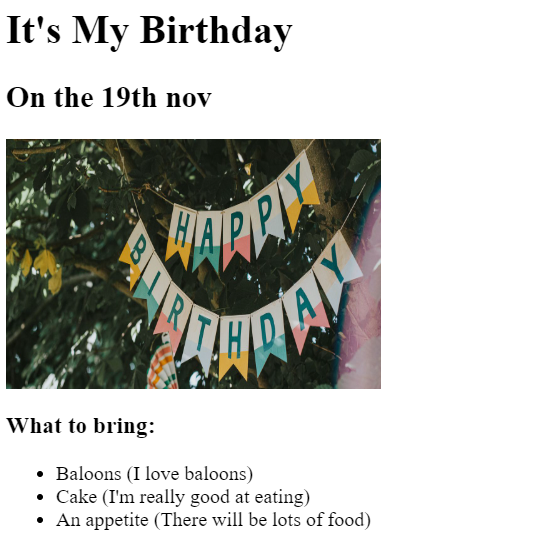 It's My Birthday
On the 19th nov
HAPPY
BIRTHDAY
What to bring:
Baloons (I love baloons)
Cake (I'm really good at eating)
An appetite (There will be lots of food)